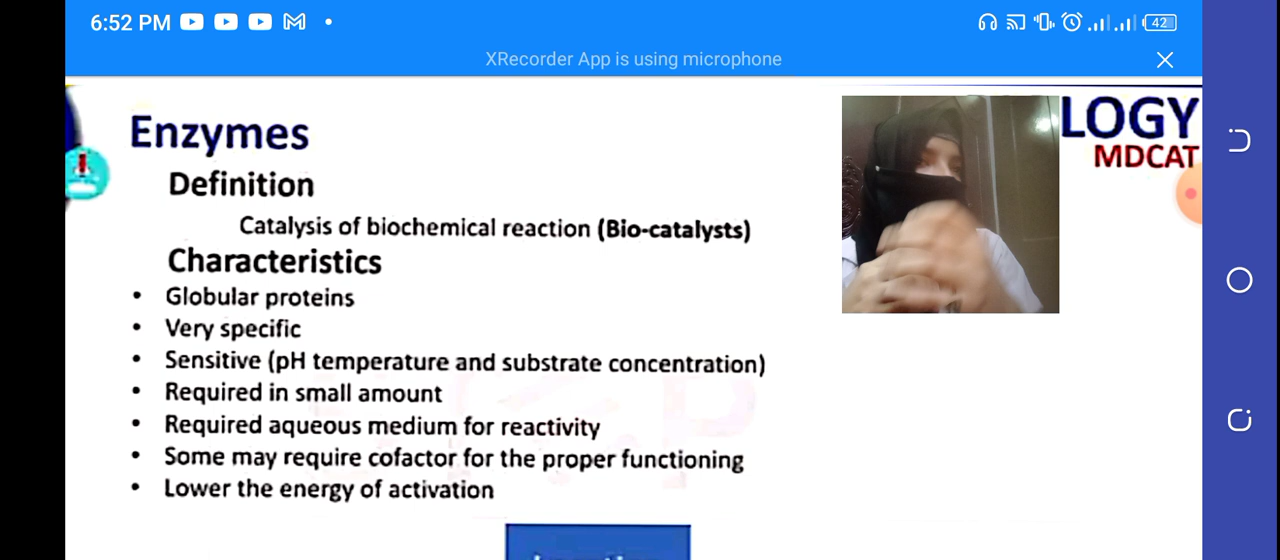 6:52 PM
42
XRecorder App is using microphone
LOGY
MDCAT
Enzymes
Definition
Catalysis of biochemical reaction (Bio-catalysts)
Characteristics
• Globular proteins
• Very specific
• Sensitive (pH temperature and substrate concentration)
• Required in small amount
• Required aqueous medium for reactivity
• Some may require cofactor for the proper functioning
• Lower the energy of activation